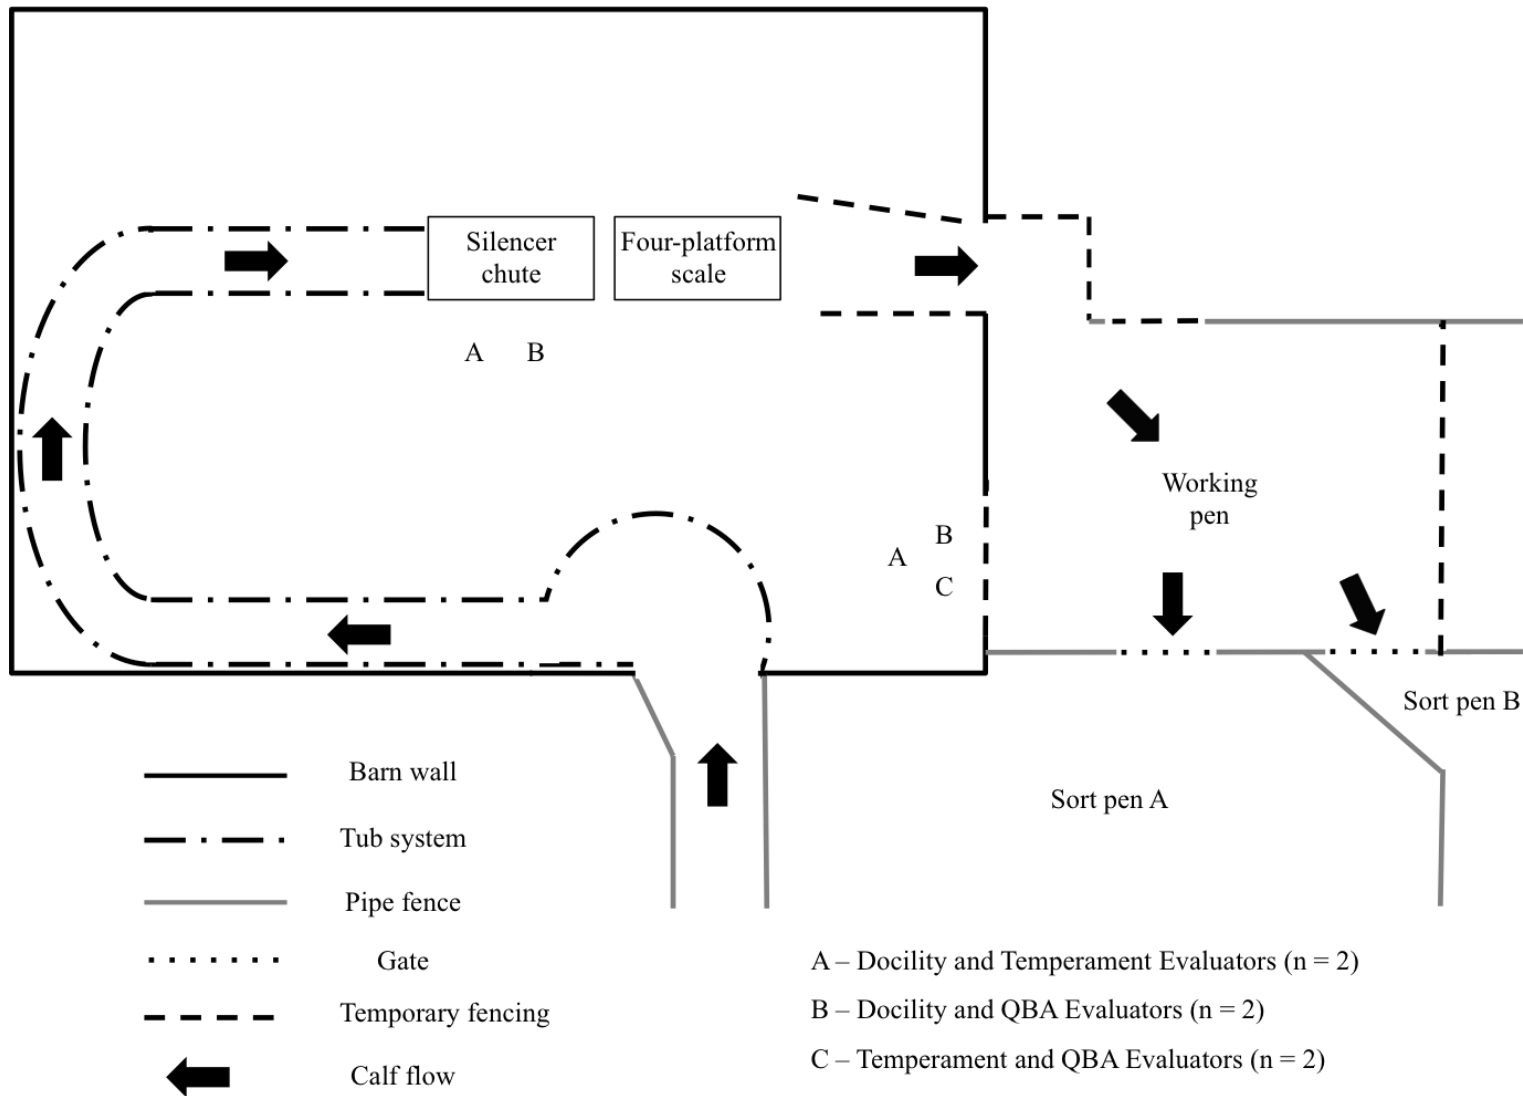 Silencer
chute
Four-platform
scale
A B
Working
pen
B
A
C
Sort pen B
Sort pen A
Barn wall
Tub system
Pipe fence
Gate
Temporary fencing
Calf flow
A – Docility and Temperament Evaluators (n = 2)
B – Docility and QBA Evaluators (n = 2)
C – Temperament and QBA Evaluators (n = 2)